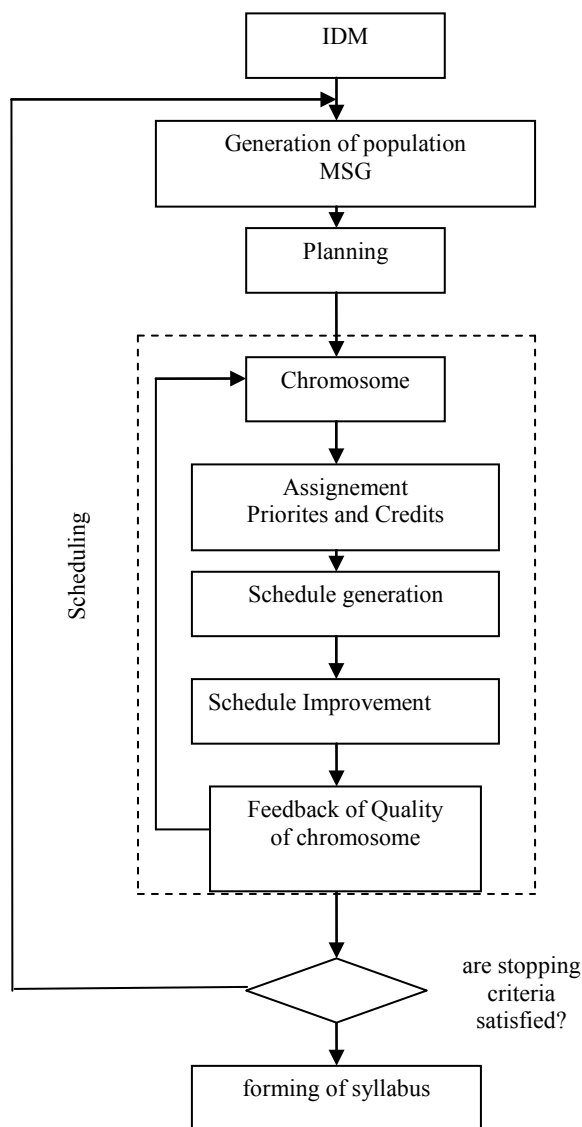 IDM
Generation of population
MSG
Planning
Chromosome
Assignement
Priorites and Credits
Scheduling
Schedule generation
Schedule Improvement
Feedback of Quality
of chromosome
are stopping
criteria
satisfied?
forming of syllabus